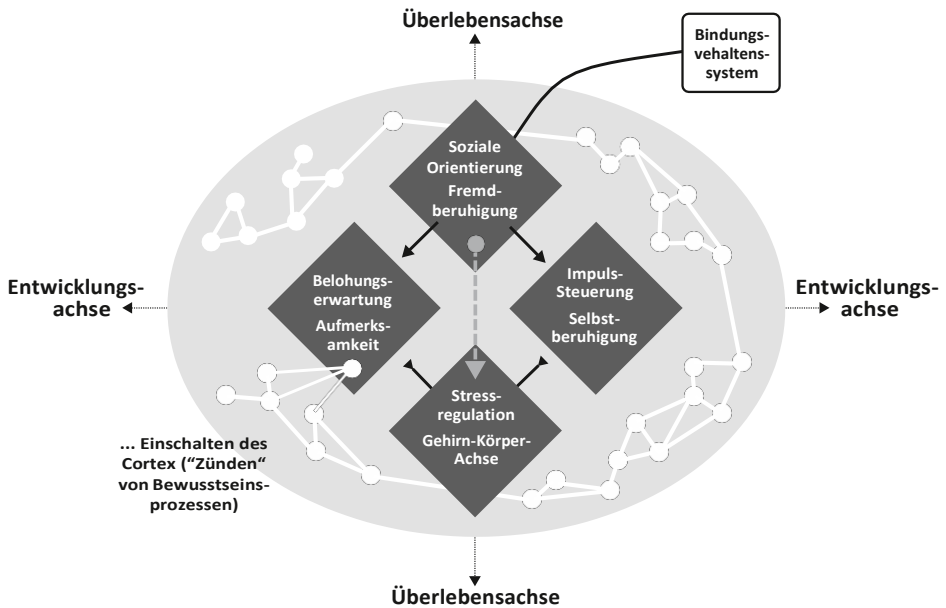 Überlebensachse
Bindungs-
vehaltens-
system
Soziale
Orientierung
Fremd-
beruhigung
Entwicklungs-
achse
Belohungs-
erwartung
Aufmerks-
amkeit
Impuls-
Steuerung
Selbst-
beruhigung
Entwicklungs-
achse
Stress-
regulation
Gehirn-Körper-
Achse
... Einschalten des
Cortex (“Zünden“
von Bewusstseins-
prozessen)
Überlebensachse